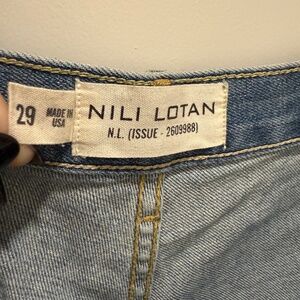 29
MADE IN
USA
NILI LOTAN
N.L. (ISSUE - 2609988)